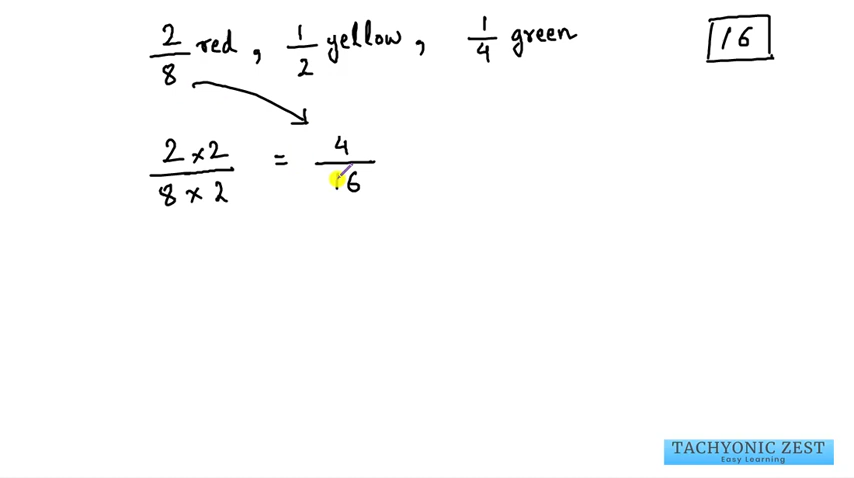 2/8 red, 1/2 yellow, 1/4 green 16
2 × 2 / 8 × 2 = 4/16
TACHYONIC ZEST
Easy Learning